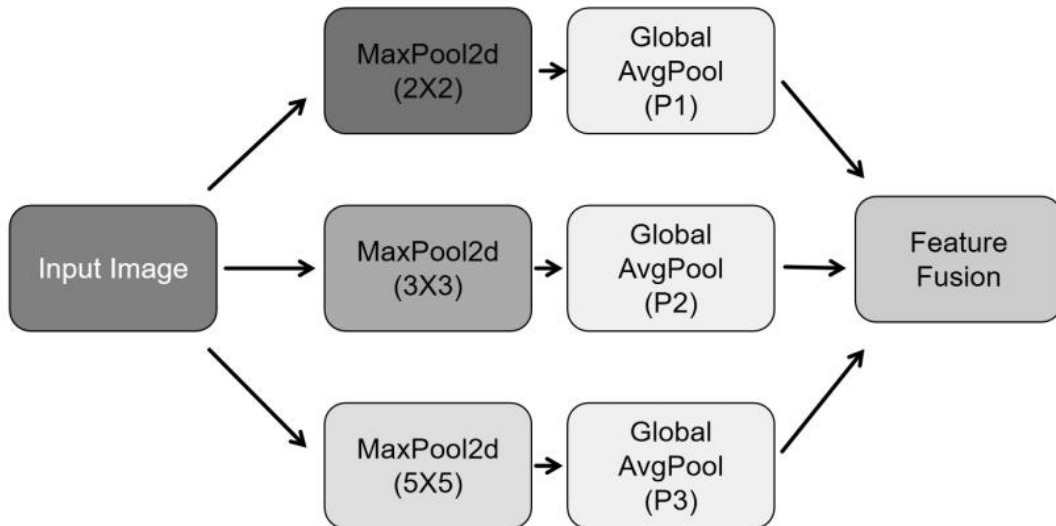 MaxPool2d
(2X2)
Global
AvgPool
(P1)
Input Image
MaxPool2d
(3X3)
Global
AvgPool
(P2)
Feature
Fusion
MaxPool2d
(5X5)
Global
AvgPool
(P3)